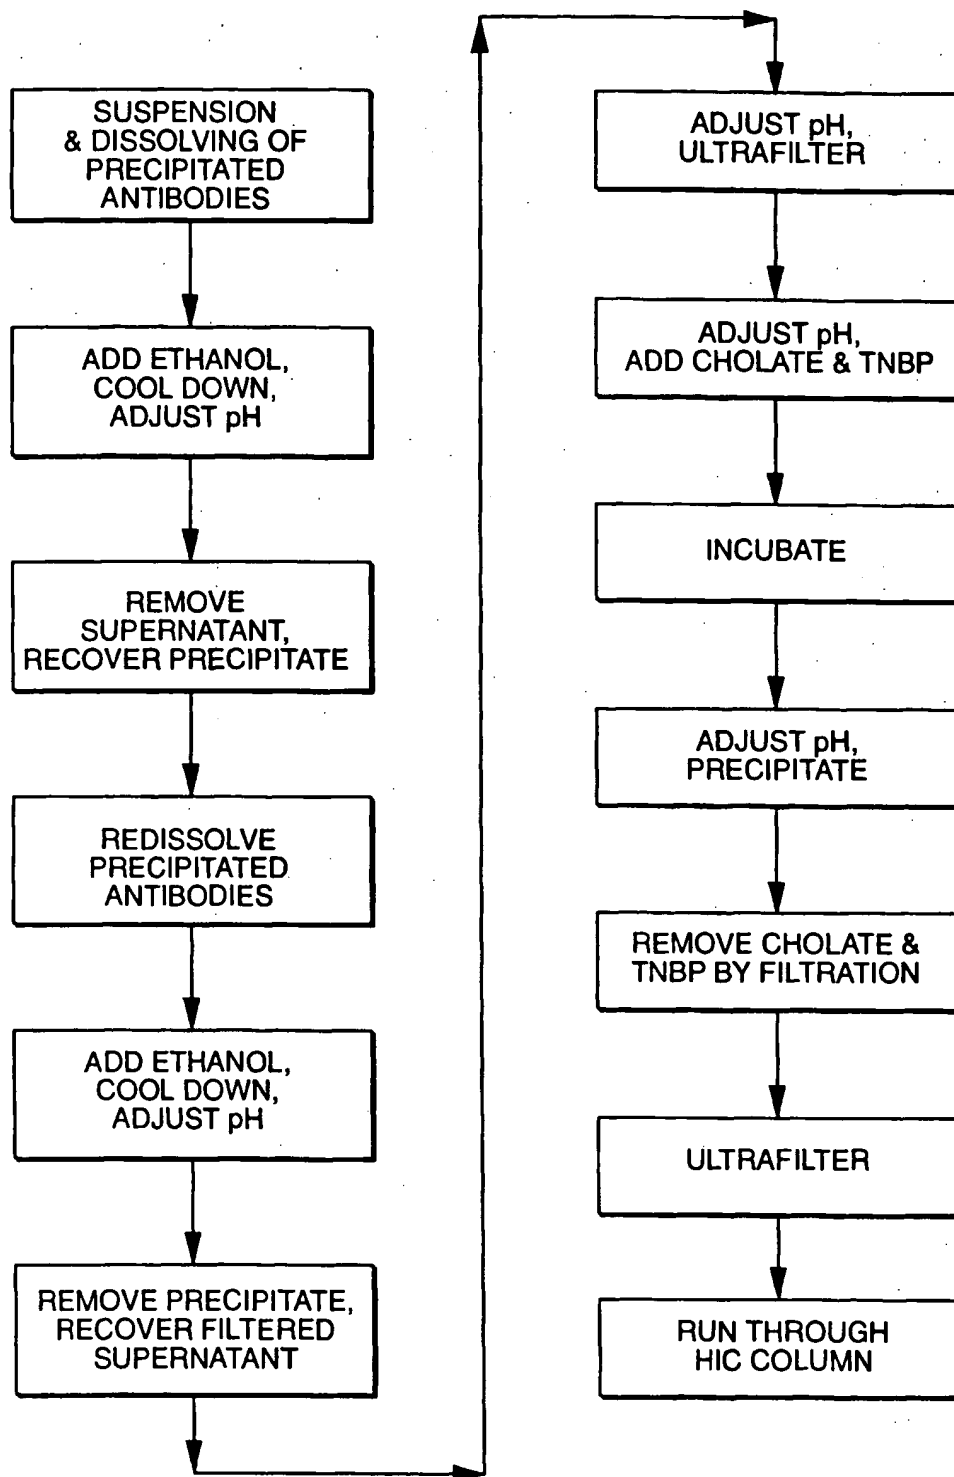 SUSPENSION
& DISSOLVING OF
PRECIPITATED
ANTIBODIES
ADD ETHANOL,
COOL DOWN,
ADJUST pH
REMOVE
SUPERNATANT,
RECOVER PRECIPITATE
REDISSOLVE
PRECIPITATED
ANTIBODIES
ADD ETHANOL,
COOL DOWN,
ADJUST pH
REMOVE PRECIPITATE,
RECOVER FILTERED
SUPERNATANT
ADJUST pH,
ULTRAFILTER
ADJUST pH,
ADD CHOLATE & TNBP
INCUBATE
ADJUST pH,
PRECIPITATE
REMOVE CHOLATE &
TNBP BY FILTRATION
ULTRAFILTER
RUN THROUGH
HIC COLUMN